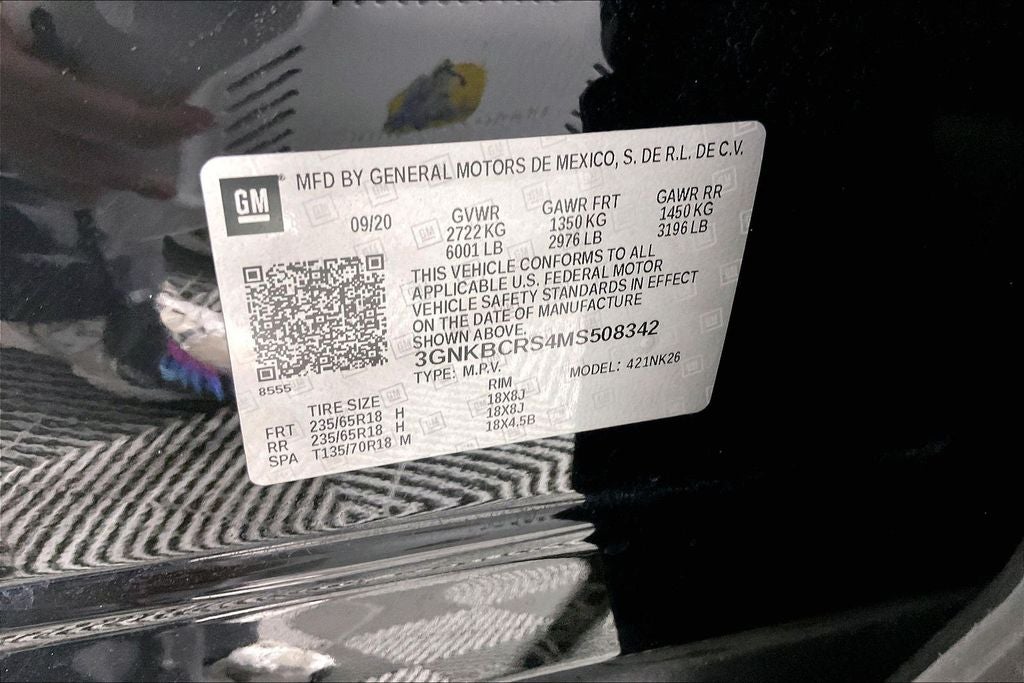 GM
MFD BY GENERAL MOTORS DE MEXICO, S. DE R.L. DE C.V.
09/20 GVWR GAWR FRT GAWR RR
2722 KG 1350 KG 1450 KG
6001 LB 2976 LB 3196 LB
THIS VEHICLE CONFORMS TO ALL
APPLICABLE U.S. FEDERAL MOTOR
VEHICLE SAFETY STANDARDS IN EFFECT
ON THE DATE OF MANUFACTURE
SHOWN ABOVE.
3GNKBCRS4MS508342
TYPE: M.P.V. MODEL: 421NK26
8555
TIRE SIZE RIM
FRT 235/65R18 H 18X8J
RR 235/65R18 H 18X8J
SPA T135/70R18 M 18X4.5B